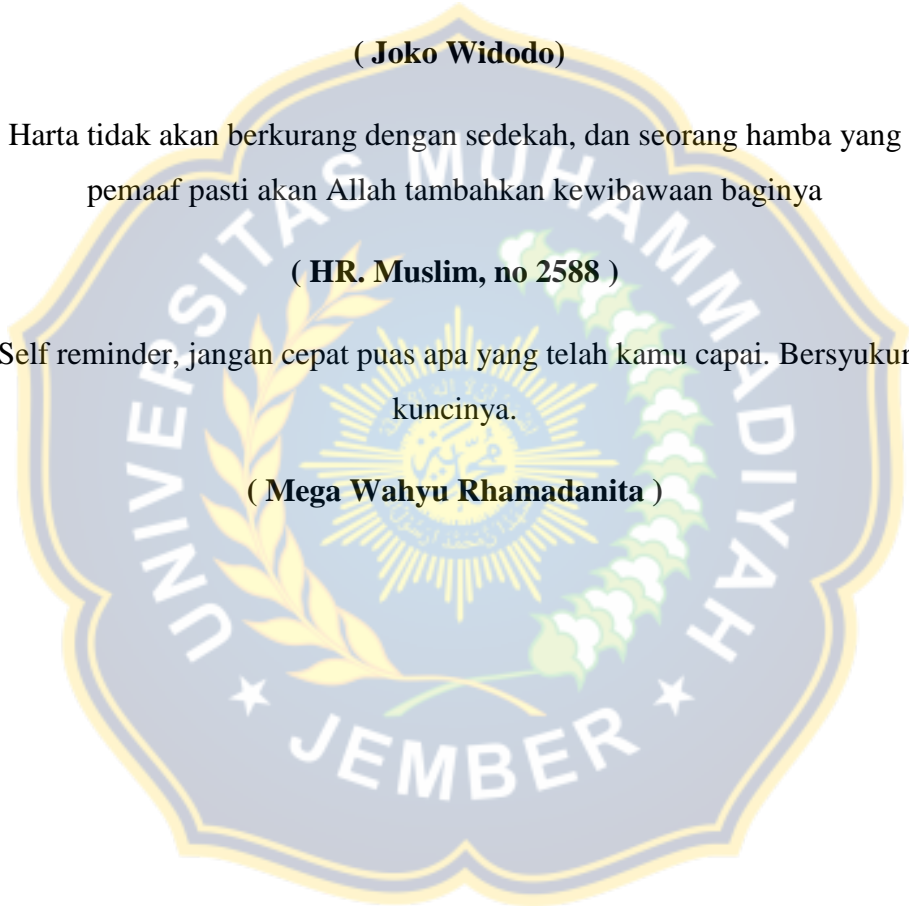 ( Joko Widodo)
Harta tidak akan berkurang dengan sedekah, dan seorang hamba yang
pemaaf pasti akan Allah tambahkan kewibawaan baginya
( HR. Muslim, no 2588 )
Self reminder, jangan cepat puas apa yang telah kamu capai. Bersyukur
kuncinya.
( Mega Wahyu Rhamadanita )
UNIVERSITAS MUHAMMADIYAH
★ JEMBER ★
محمدية